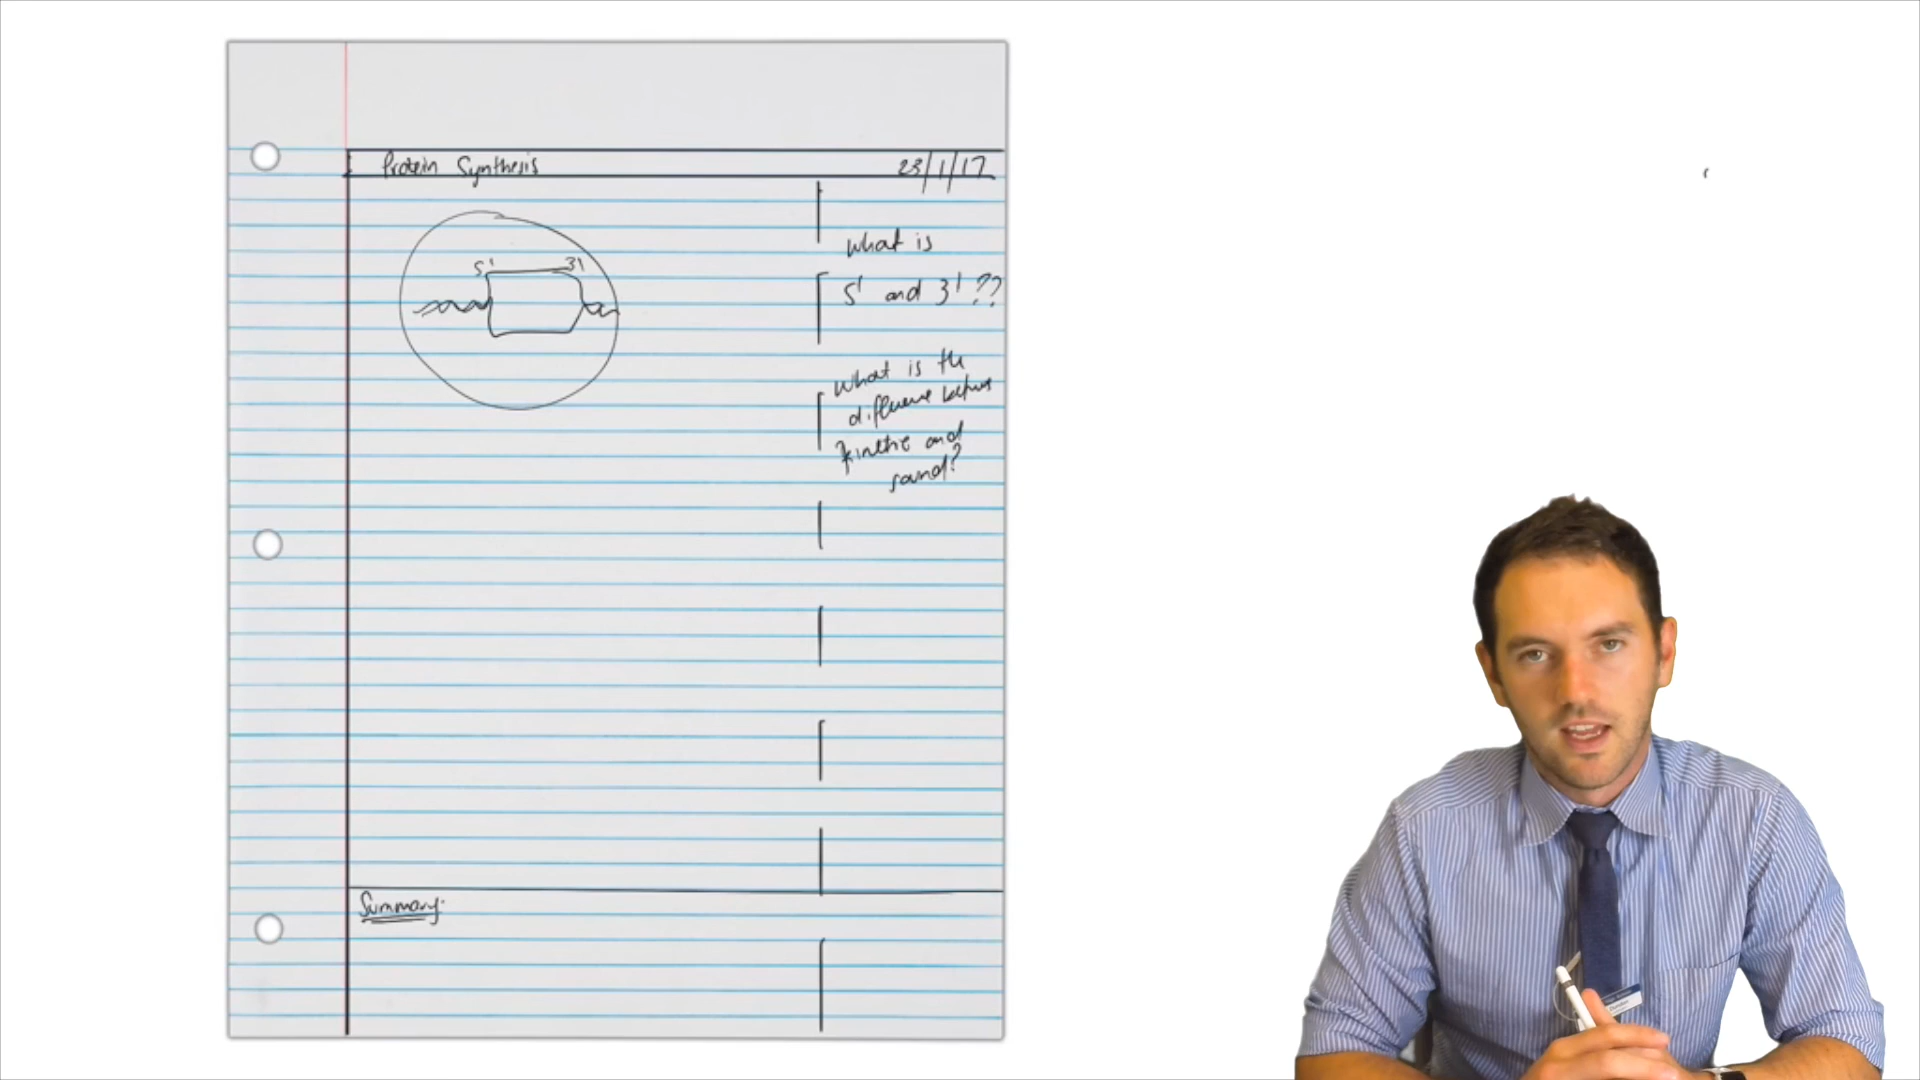 Protein Synthesis 23/1/17
5' 3'
What is
5' and 3' ??
What is the
difference between
kinetic and
sound?
Summary: